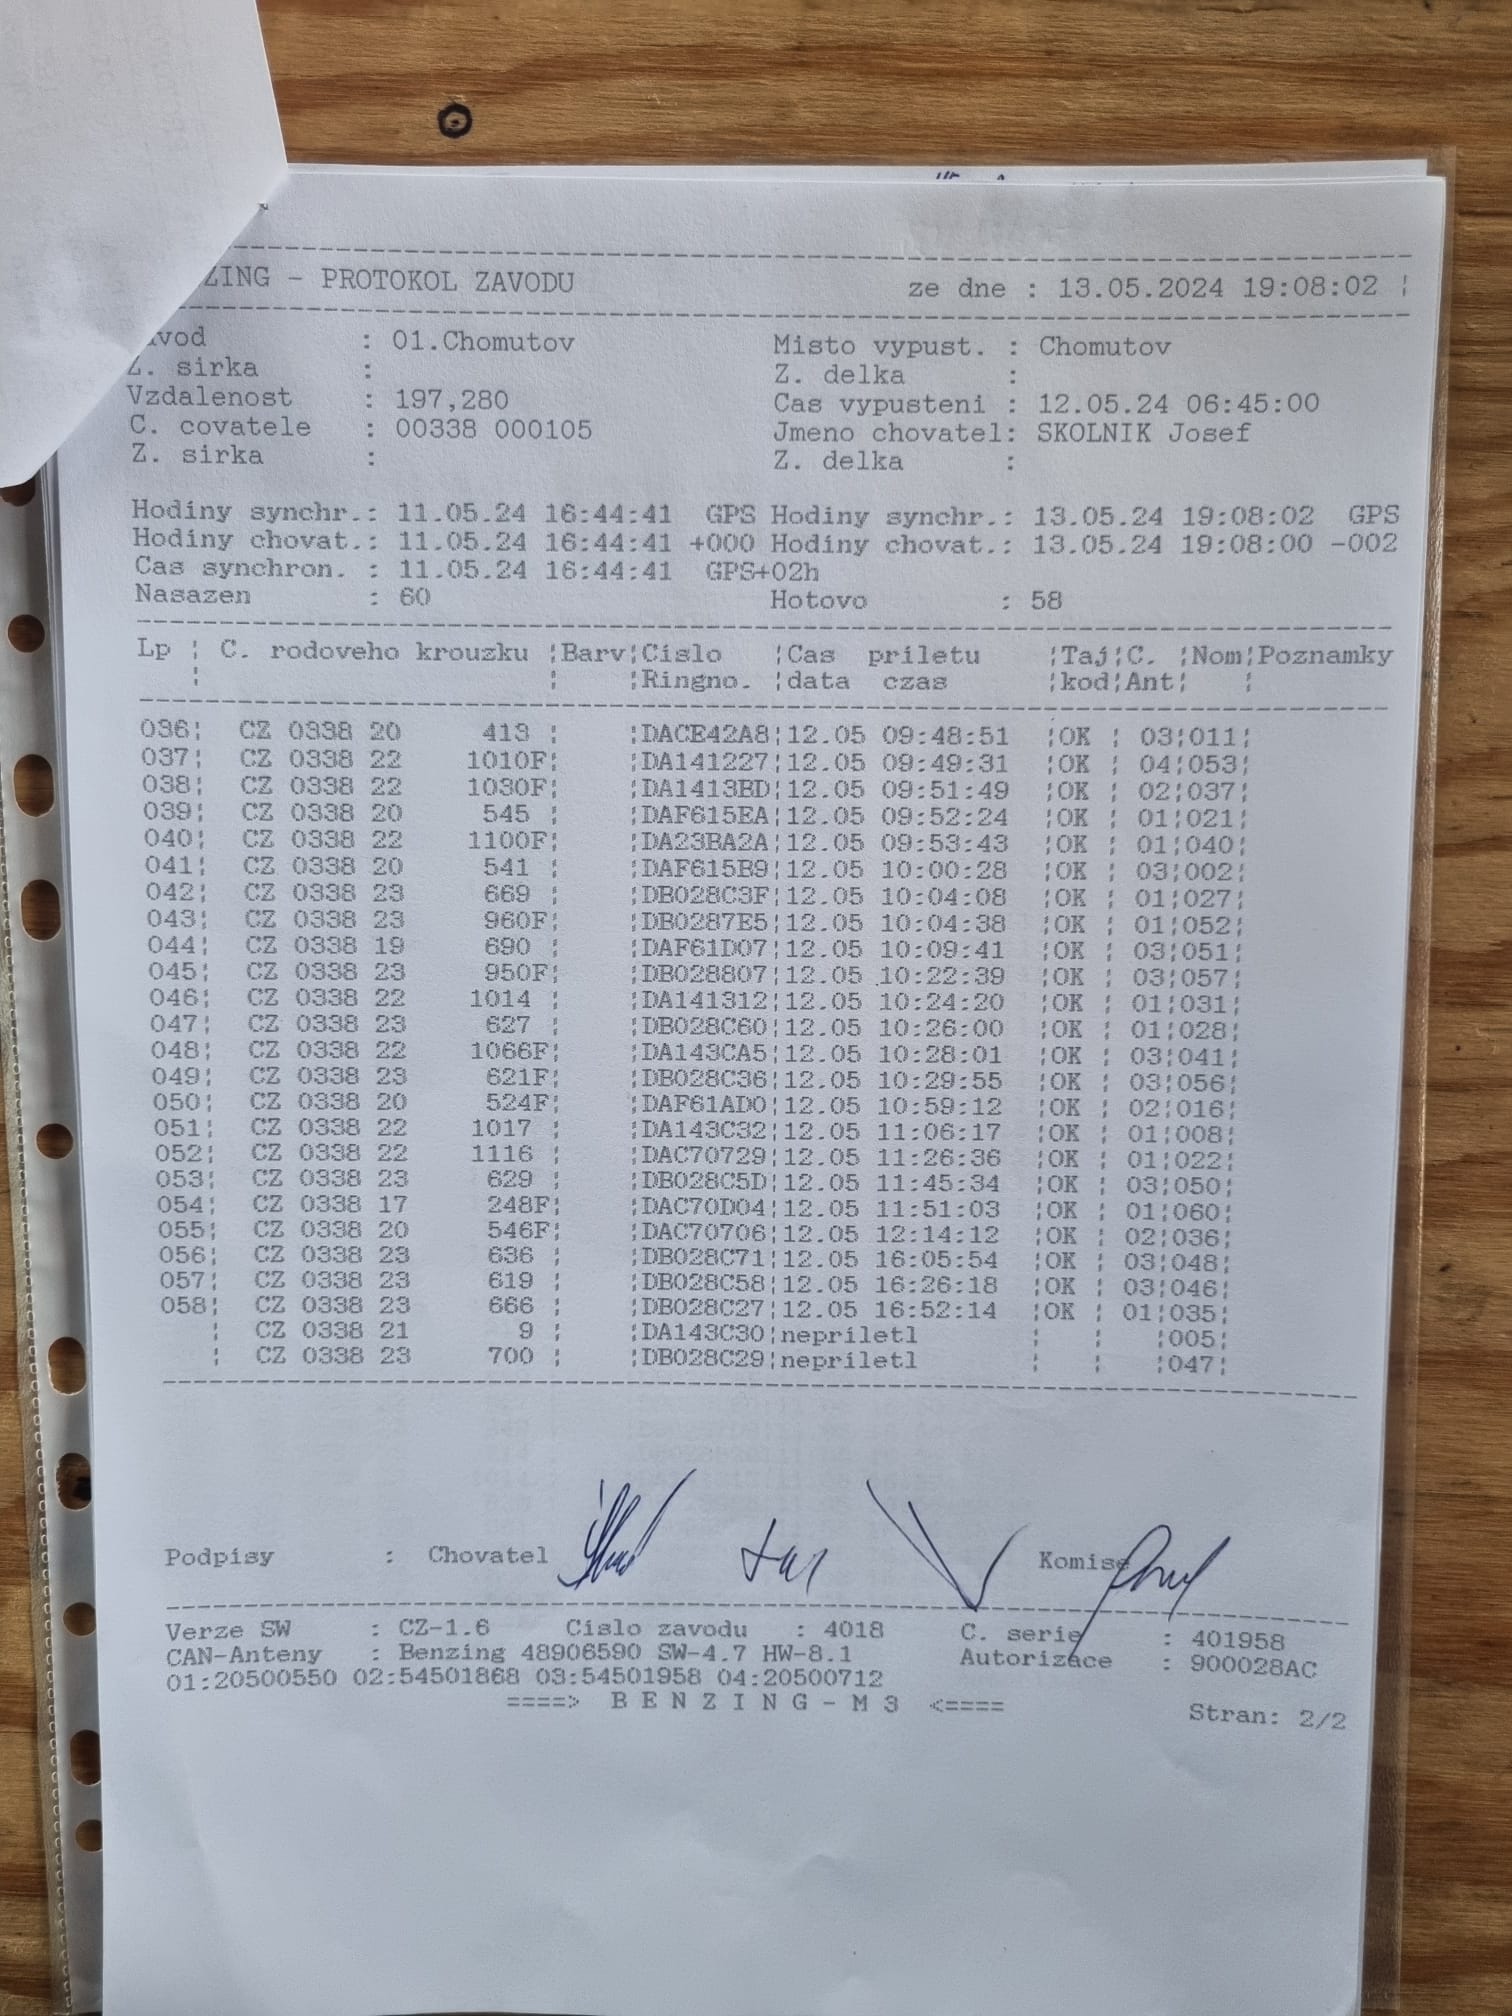 ZING - PROTOKOL ZAVODU ze dne : 13.05.2024 19:08:02
: 01.Chomutov Misto vypust. : Chomutov
Z. sirka : Z. delka :
Vzdalenost : 197,280 Cas vypusteni : 12.05.24 06:45:00
C. covatele : 00338 000105 Jmeno chovatel: SKOLNIK Josef
Z. sirka : Z. delka :
Hodiny synchr.: 11.05.24 16:44:41 GPS Hodiny synchr.: 13.05.24 19:08:02 GPS
Hodiny chovat.: 11.05.24 16:44:41 +000 Hodiny chovat.: 13.05.24 19:08:00 -002
Cas synchron. : 11.05.24 16:44:41 GPS+02h
Nasazen : 60 Hotovo : 58
Lp ¦ C. rodoveho krouzku ¦Barv¦Cislo ¦Cas priletu ¦Taj¦C. ¦Nom¦Poznamky
¦ ¦ ¦Ringno. ¦data czas ¦kod¦Ant¦ ¦
036¦ CZ 0338 20 413 ¦ ¦DACE42A8¦12.05 09:48:51 ¦OK ¦ 03¦011¦
037¦ CZ 0338 22 1010F¦ ¦DA141227¦12.05 09:49:31 ¦OK ¦ 04¦053¦
038¦ CZ 0338 22 1030F¦ ¦DA1413BD¦12.05 09:51:49 ¦OK ¦ 02¦037¦
039¦ CZ 0338 20 545 ¦ ¦DAF615EA¦12.05 09:52:24 ¦OK ¦ 01¦021¦
040¦ CZ 0338 22 1100F¦ ¦DA23BA2A¦12.05 09:53:43 ¦OK ¦ 01¦040¦
041¦ CZ 0338 20 541 ¦ ¦DAF615B9¦12.05 10:00:28 ¦OK ¦ 03¦002¦
042¦ CZ 0338 23 669 ¦ ¦DB028C3F¦12.05 10:04:08 ¦OK ¦ 01¦027¦
043¦ CZ 0338 23 960F¦ ¦DB0287E5¦12.05 10:04:38 ¦OK ¦ 01¦052¦
044¦ CZ 0338 19 690 ¦ ¦DAF61D07¦12.05 10:09:41 ¦OK ¦ 03¦051¦
045¦ CZ 0338 23 950F¦ ¦DB028807¦12.05 10:22:39 ¦OK ¦ 03¦057¦
046¦ CZ 0338 22 1014 ¦ ¦DA141312¦12.05 10:24:20 ¦OK ¦ 01¦031¦
047¦ CZ 0338 23 627 ¦ ¦DB028C60¦12.05 10:26:00 ¦OK ¦ 01¦028¦
048¦ CZ 0338 22 1066F¦ ¦DA143CA5¦12.05 10:28:01 ¦OK ¦ 03¦041¦
049¦ CZ 0338 23 621F¦ ¦DB028C36¦12.05 10:29:55 ¦OK ¦ 03¦056¦
050¦ CZ 0338 20 524F¦ ¦DAF61AD0¦12.05 10:59:12 ¦OK ¦ 02¦016¦
051¦ CZ 0338 22 1017 ¦ ¦DA143C32¦12.05 11:06:17 ¦OK ¦ 01¦008¦
052¦ CZ 0338 22 1116 ¦ ¦DAC70729¦12.05 11:26:36 ¦OK ¦ 01¦022¦
053¦ CZ 0338 23 629 ¦ ¦DB028C5D¦12.05 11:45:34 ¦OK ¦ 03¦050¦
054¦ CZ 0338 17 248F¦ ¦DAC70D04¦12.05 11:51:03 ¦OK ¦ 01¦060¦
055¦ CZ 0338 20 546F¦ ¦DAC70706¦12.05 12:14:12 ¦OK ¦ 02¦036¦
056¦ CZ 0338 23 636 ¦ ¦DB028C71¦12.05 16:05:54 ¦OK ¦ 03¦048¦
057¦ CZ 0338 23 619 ¦ ¦DB028C58¦12.05 16:26:18 ¦OK ¦ 03¦046¦
058¦ CZ 0338 23 666 ¦ ¦DB028C27¦12.05 16:52:14 ¦OK ¦ 01¦035¦
¦ CZ 0338 21 9 ¦ ¦DA143C30¦nepriletl ¦ ¦ ¦005¦
¦ CZ 0338 23 700 ¦ ¦DB028C29¦nepriletl ¦ ¦ ¦047¦
Podpisy : Chovatel Komise
Verze SW : CZ-1.6 Cislo zavodu : 4018 C. serie : 401958
CAN-Anteny : Benzing 48906590 SW-4.7 HW-8.1 Autorizace : 900028AC
01:20500550 02:54501868 03:54501958 04:20500712
====> B E N Z I N G - M 3 <====
Stran: 2/2